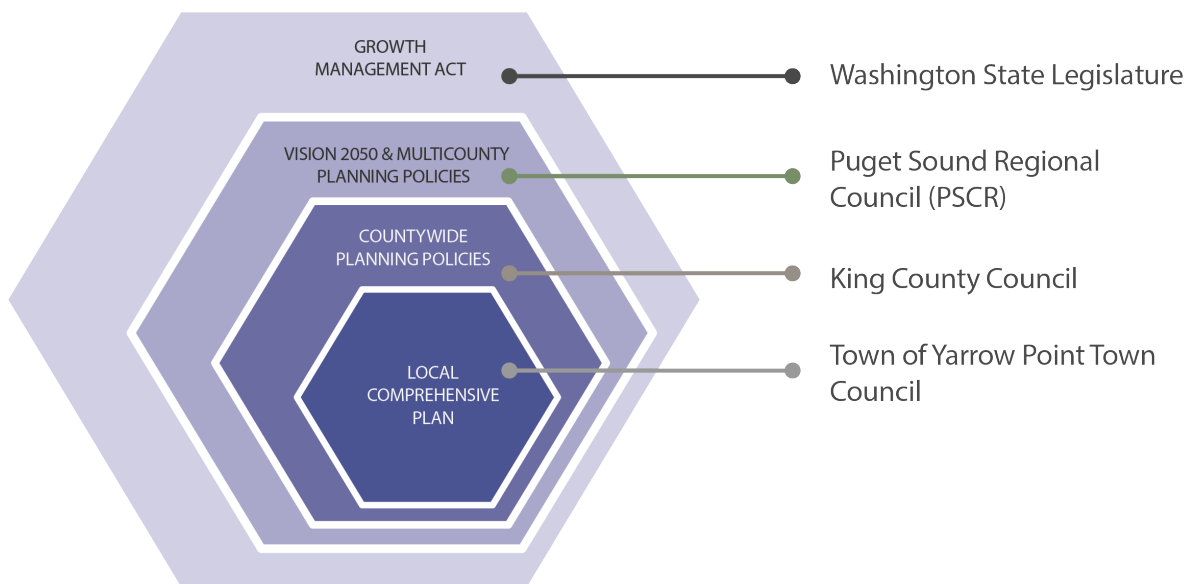 GROWTH
MANAGEMENT ACT
Washington State Legislature
VISION 2050 & MULTICOUNTY
PLANNING POLICIES
Puget Sound Regional
Council (PSCR)
COUNTYWIDE
PLANNING POLICIES
King County Council
LOCAL
COMPREHENSIVE
PLAN
Town of Yarrow Point Town
Council